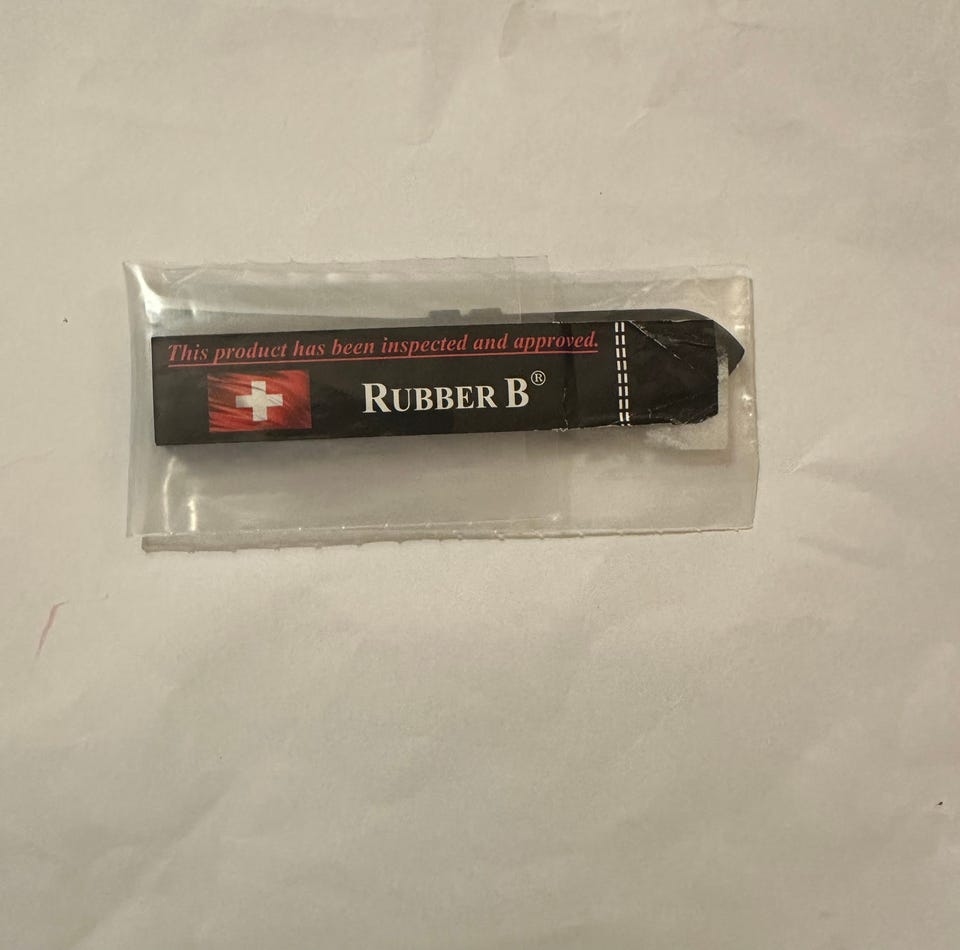 This product has been inspected and approved.
RUBBER B®